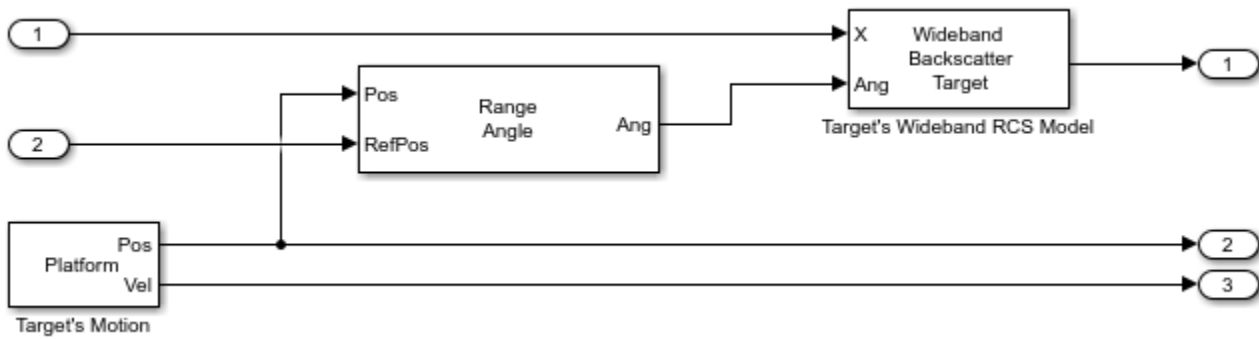 1
X
Wideband
Backscatter
Target
Ang
1
Target's Wideband RCS Model
Pos
Range
Angle
Ang
RefPos
2
Pos
Platform
Vel
2
3
Target's Motion